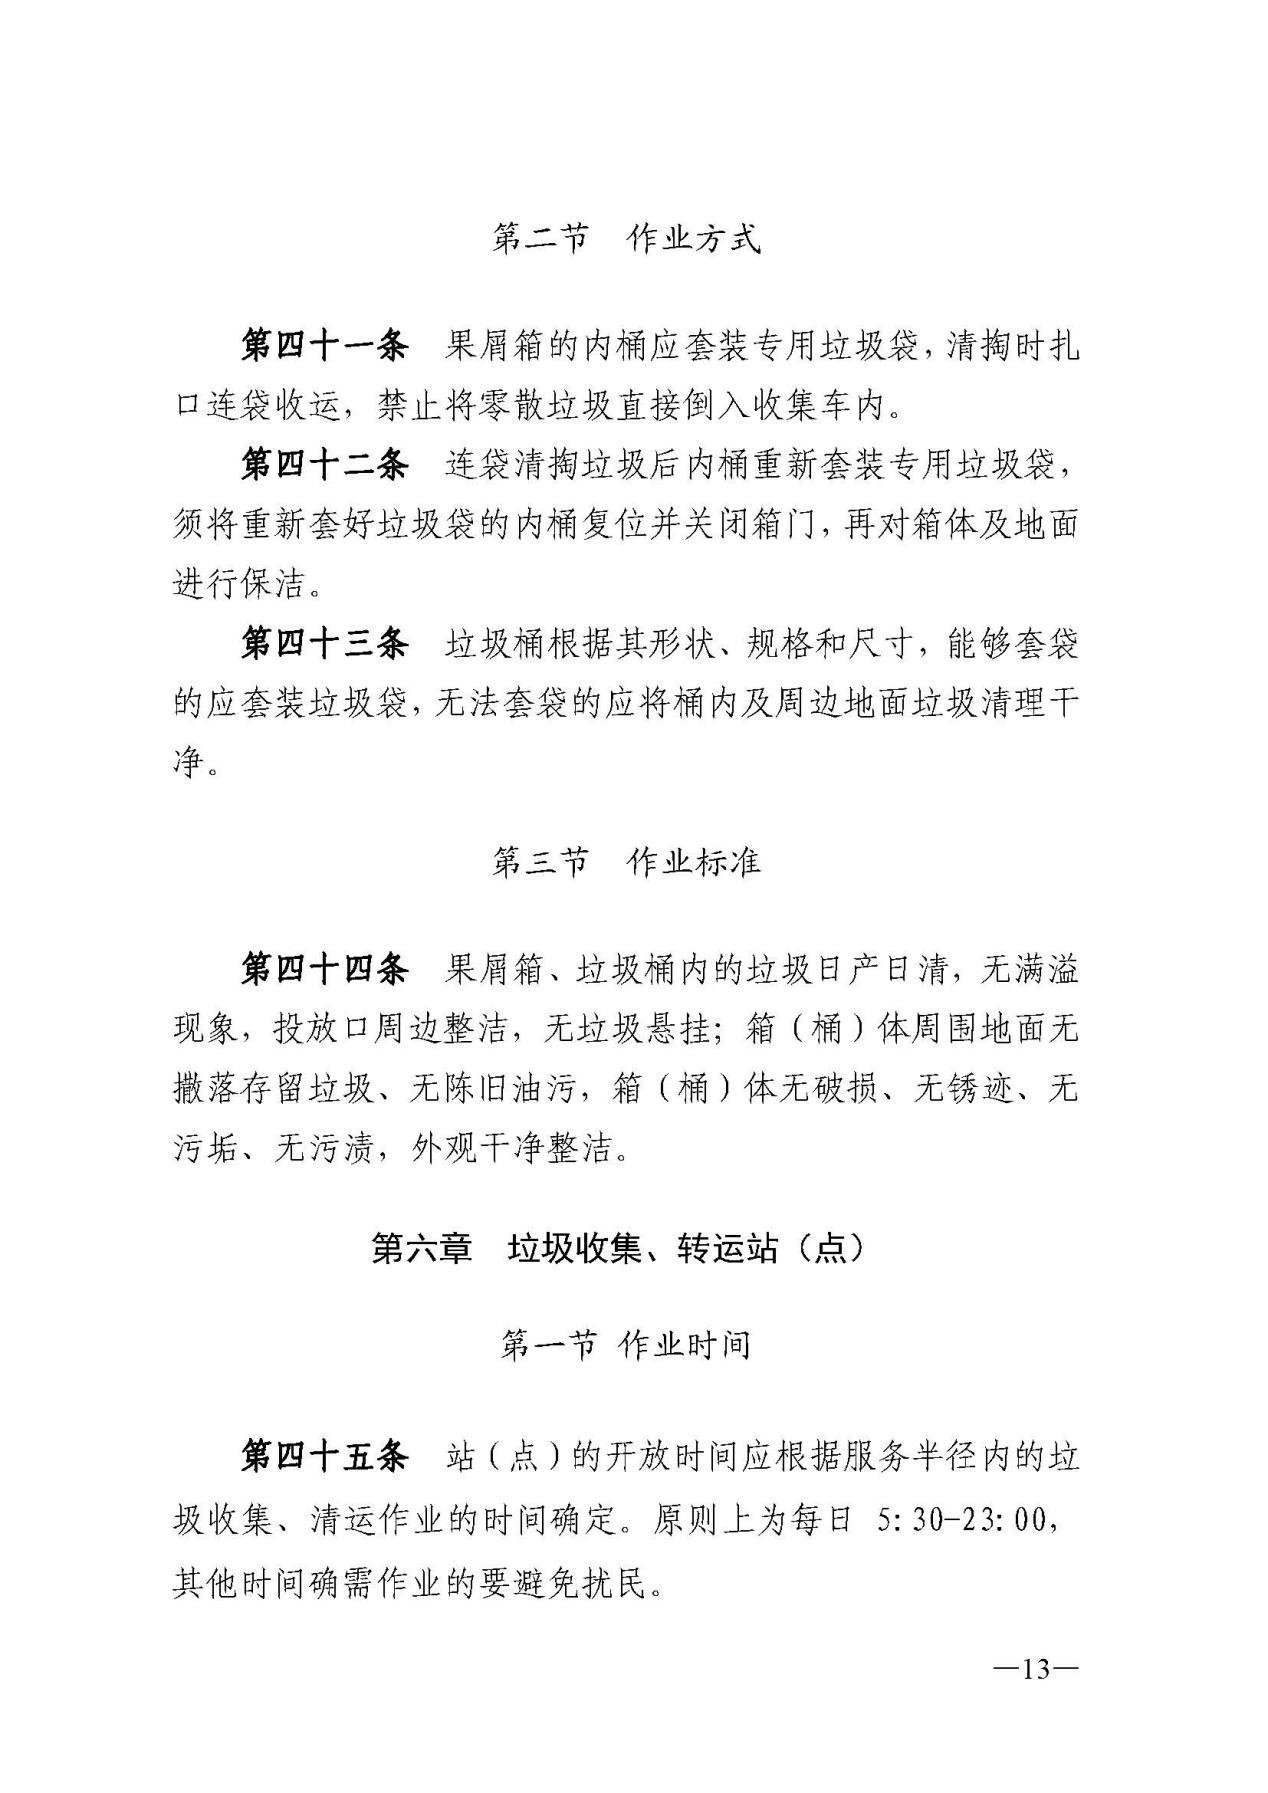 第二节　作业方式
第四十一条　果屑箱的内桶应套装专用垃圾袋，清掏时扎
口连袋收运，禁止将零散垃圾直接倒入收集车内。
第四十二条　连袋清掏垃圾后内桶重新套装专用垃圾袋，
须将重新套好垃圾袋的内桶复位并关闭箱门，再对箱体及地面
进行保洁。
第四十三条　垃圾桶根据其形状、规格和尺寸，能够套袋
的应套装垃圾袋，无法套袋的应将桶内及周边地面垃圾清理干
净。
第三节　作业标准
第四十四条　果屑箱、垃圾桶内的垃圾日产日清，无满溢
现象，投放口周边整洁，无垃圾悬挂；箱（桶）体周围地面无
撒落存留垃圾、无陈旧油污，箱（桶）体无破损、无锈迹、无
污垢、无污渍，外观干净整洁。
第六章　垃圾收集、转运站（点）
第一节 作业时间
第四十五条　站（点）的开放时间应根据服务半径内的垃
圾收集、清运作业的时间确定。原则上为每日 5:30-23:00，
其他时间确需作业的要避免扰民。
—13—